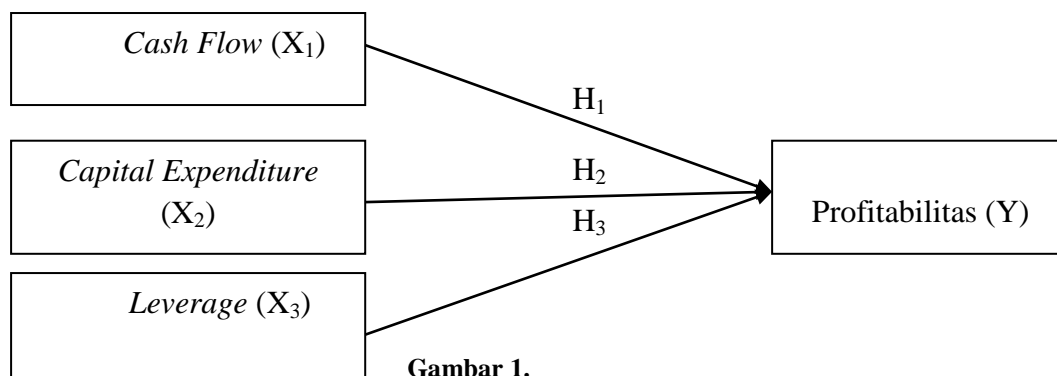 Cash Flow (X₁)
H₁
Capital Expenditure
(X₂)
H₂
Profitabilitas (Y)
H₃
Leverage (X₃)
Gambar 1.